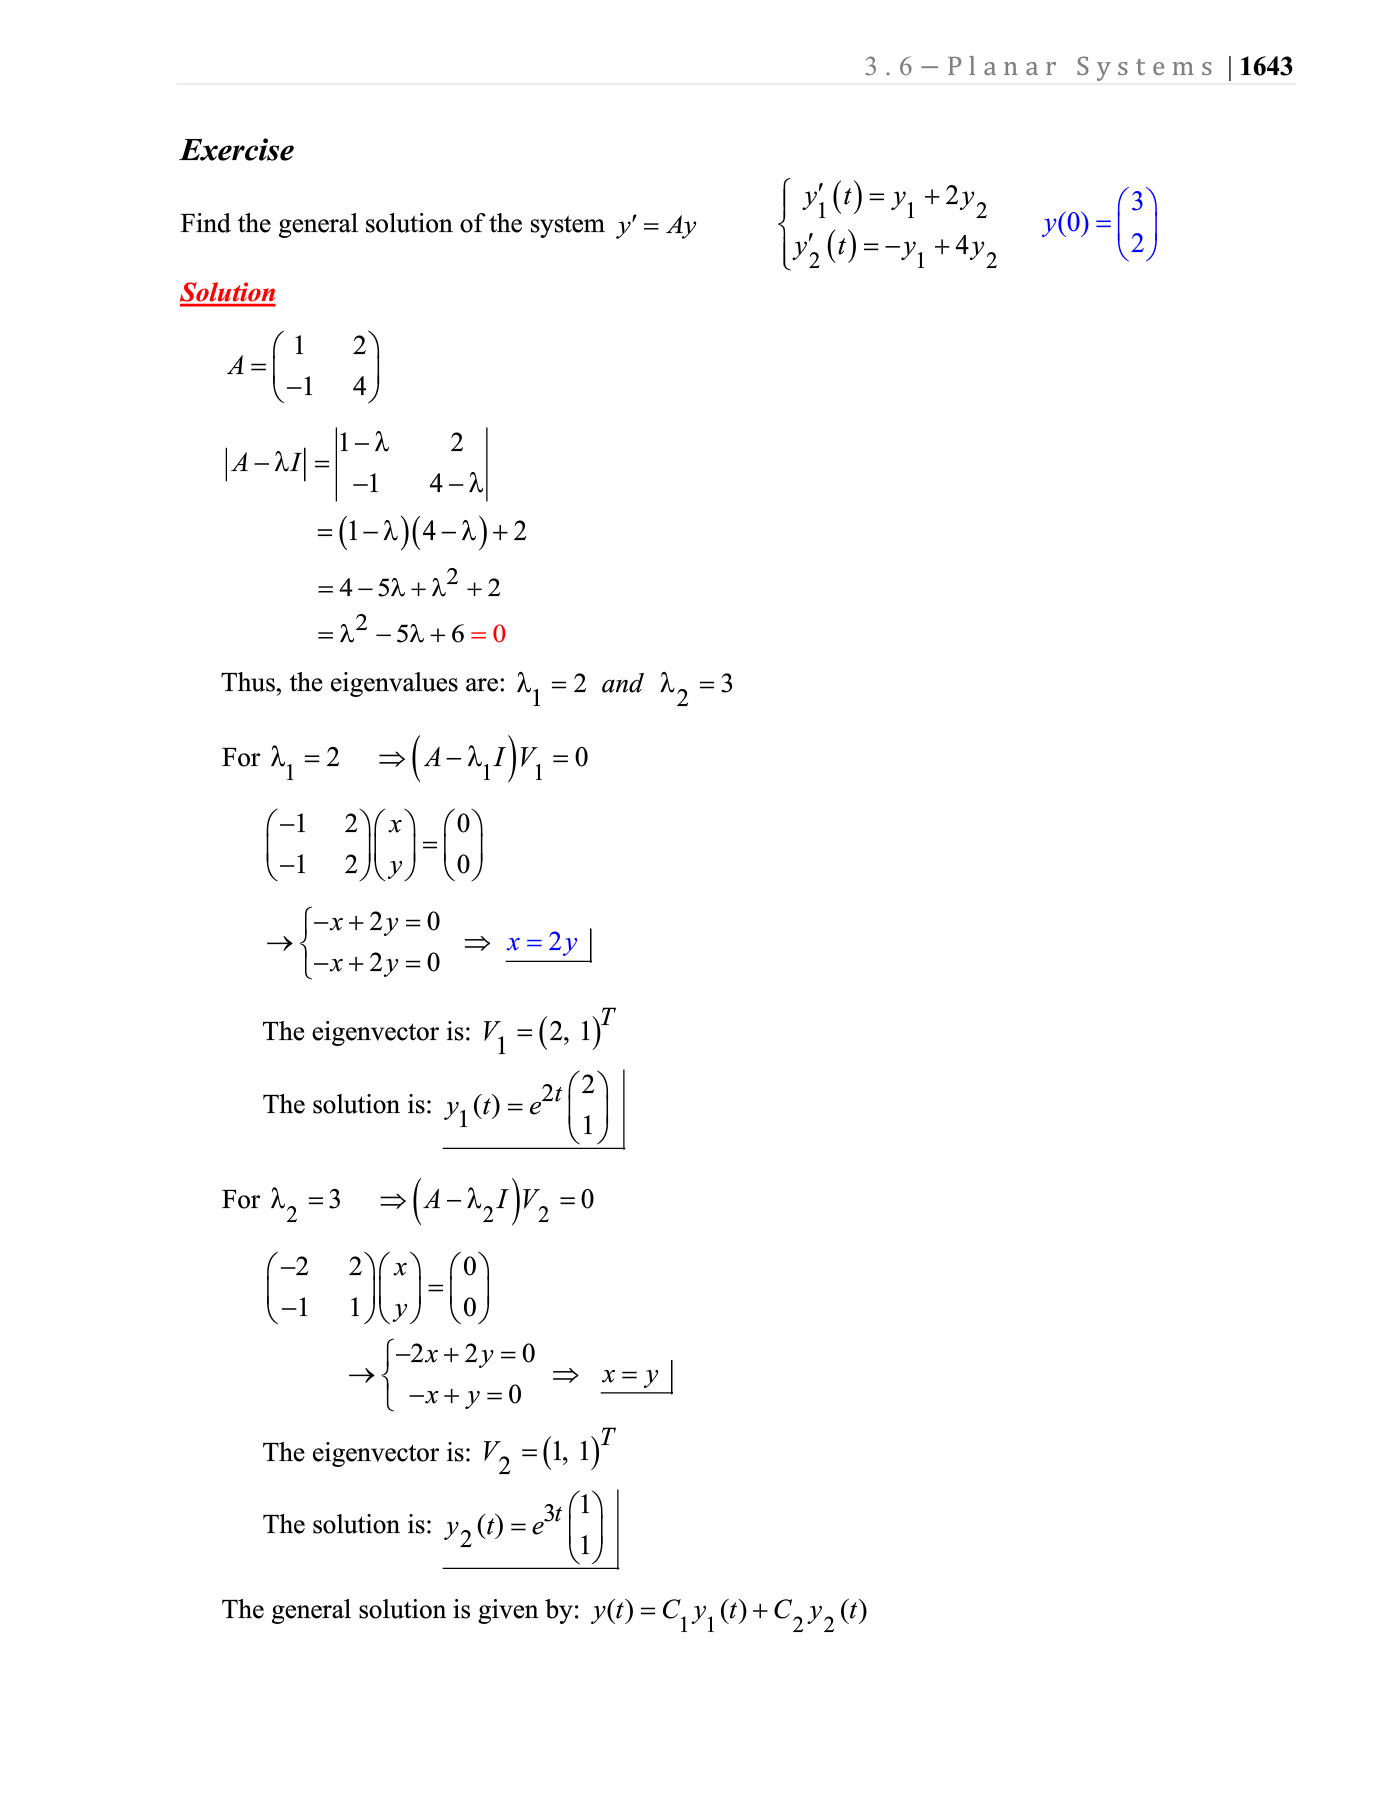 3.6 – Planar Systems | 1643
Exercise
Find the general solution of the system $y' = Ay$ $\begin{cases} y_1'(t) = y_1 + 2y_2 \\ y_2'(t) = -y_1 + 4y_2 \end{cases}$ $y(0) = \begin{pmatrix} 3 \\ 2 \end{pmatrix}$
Solution
$A = \begin{pmatrix} 1 & 2 \\ -1 & 4 \end{pmatrix}$
$|A - \lambda I| = \begin{vmatrix} 1-\lambda & 2 \\ -1 & 4-\lambda \end{vmatrix}$
$= (1-\lambda)(4-\lambda) + 2$
$= 4 - 5\lambda + \lambda^2 + 2$
$= \lambda^2 - 5\lambda + 6 = 0$
Thus, the eigenvalues are: $\lambda_1 = 2$ and $\lambda_2 = 3$
For $\lambda_1 = 2$ $\Rightarrow (A - \lambda_1 I)V_1 = 0$
$\begin{pmatrix} -1 & 2 \\ -1 & 2 \end{pmatrix} \begin{pmatrix} x \\ y \end{pmatrix} = \begin{pmatrix} 0 \\ 0 \end{pmatrix}$
$\rightarrow \begin{cases} -x + 2y = 0 \\ -x + 2y = 0 \end{cases} \Rightarrow x = 2y$
The eigenvector is: $V_1 = (2, 1)^T$
The solution is: $y_1(t) = e^{2t} \begin{pmatrix} 2 \\ 1 \end{pmatrix}$
For $\lambda_2 = 3$ $\Rightarrow (A - \lambda_2 I)V_2 = 0$
$\begin{pmatrix} -2 & 2 \\ -1 & 1 \end{pmatrix} \begin{pmatrix} x \\ y \end{pmatrix} = \begin{pmatrix} 0 \\ 0 \end{pmatrix}$
$\rightarrow \begin{cases} -2x + 2y = 0 \\ -x + y = 0 \end{cases} \Rightarrow x = y$
The eigenvector is: $V_2 = (1, 1)^T$
The solution is: $y_2(t) = e^{3t} \begin{pmatrix} 1 \\ 1 \end{pmatrix}$
The general solution is given by: $y(t) = C_1 y_1(t) + C_2 y_2(t)$